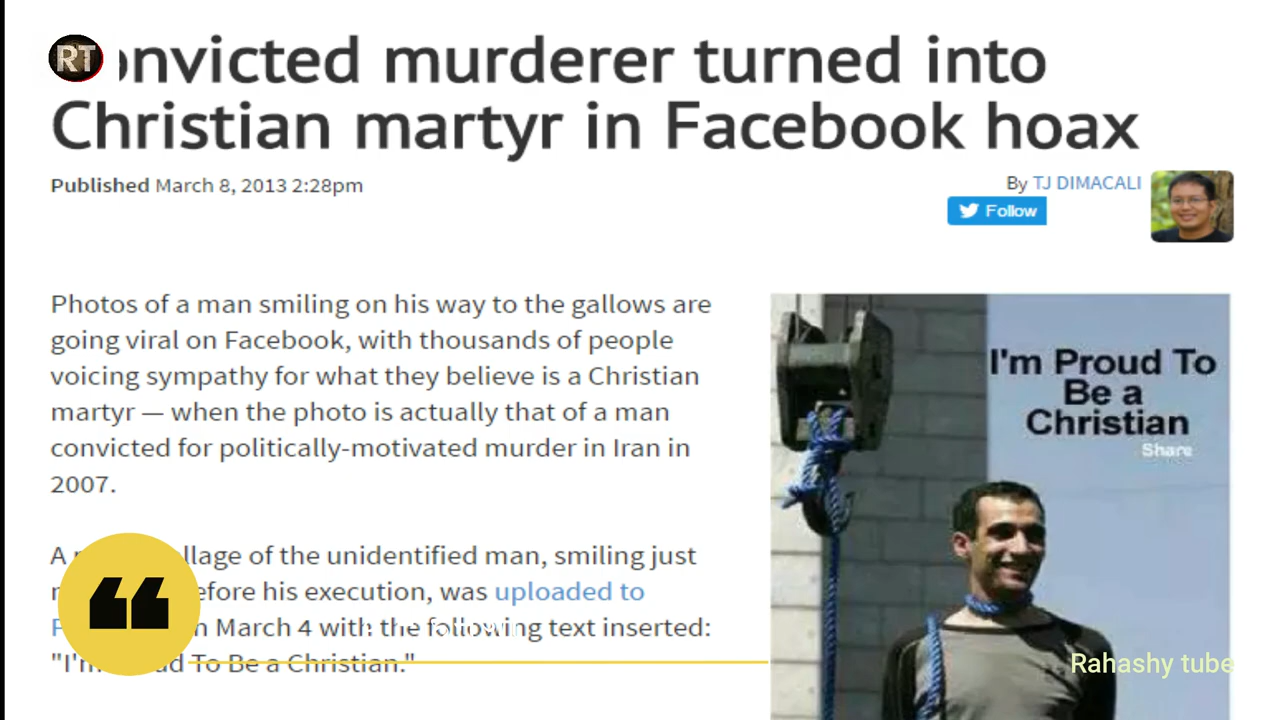 RT onvicted murderer turned into
Christian martyr in Facebook hoax
Published March 8, 2013 2:28pm
By TJ DIMACALI
Follow
Photos of a man smiling on his way to the gallows are
going viral on Facebook, with thousands of people
voicing sympathy for what they believe is a Christian
martyr — when the photo is actually that of a man
convicted for politically-motivated murder in Iran in
2007.
I'm Proud To
Be a
Christian
Share
A llage of the unidentified man, smiling just
efore his execution, was uploaded to
n March 4 with the following text inserted:
"I'm ud To Be a Christian."
Rahashy tube